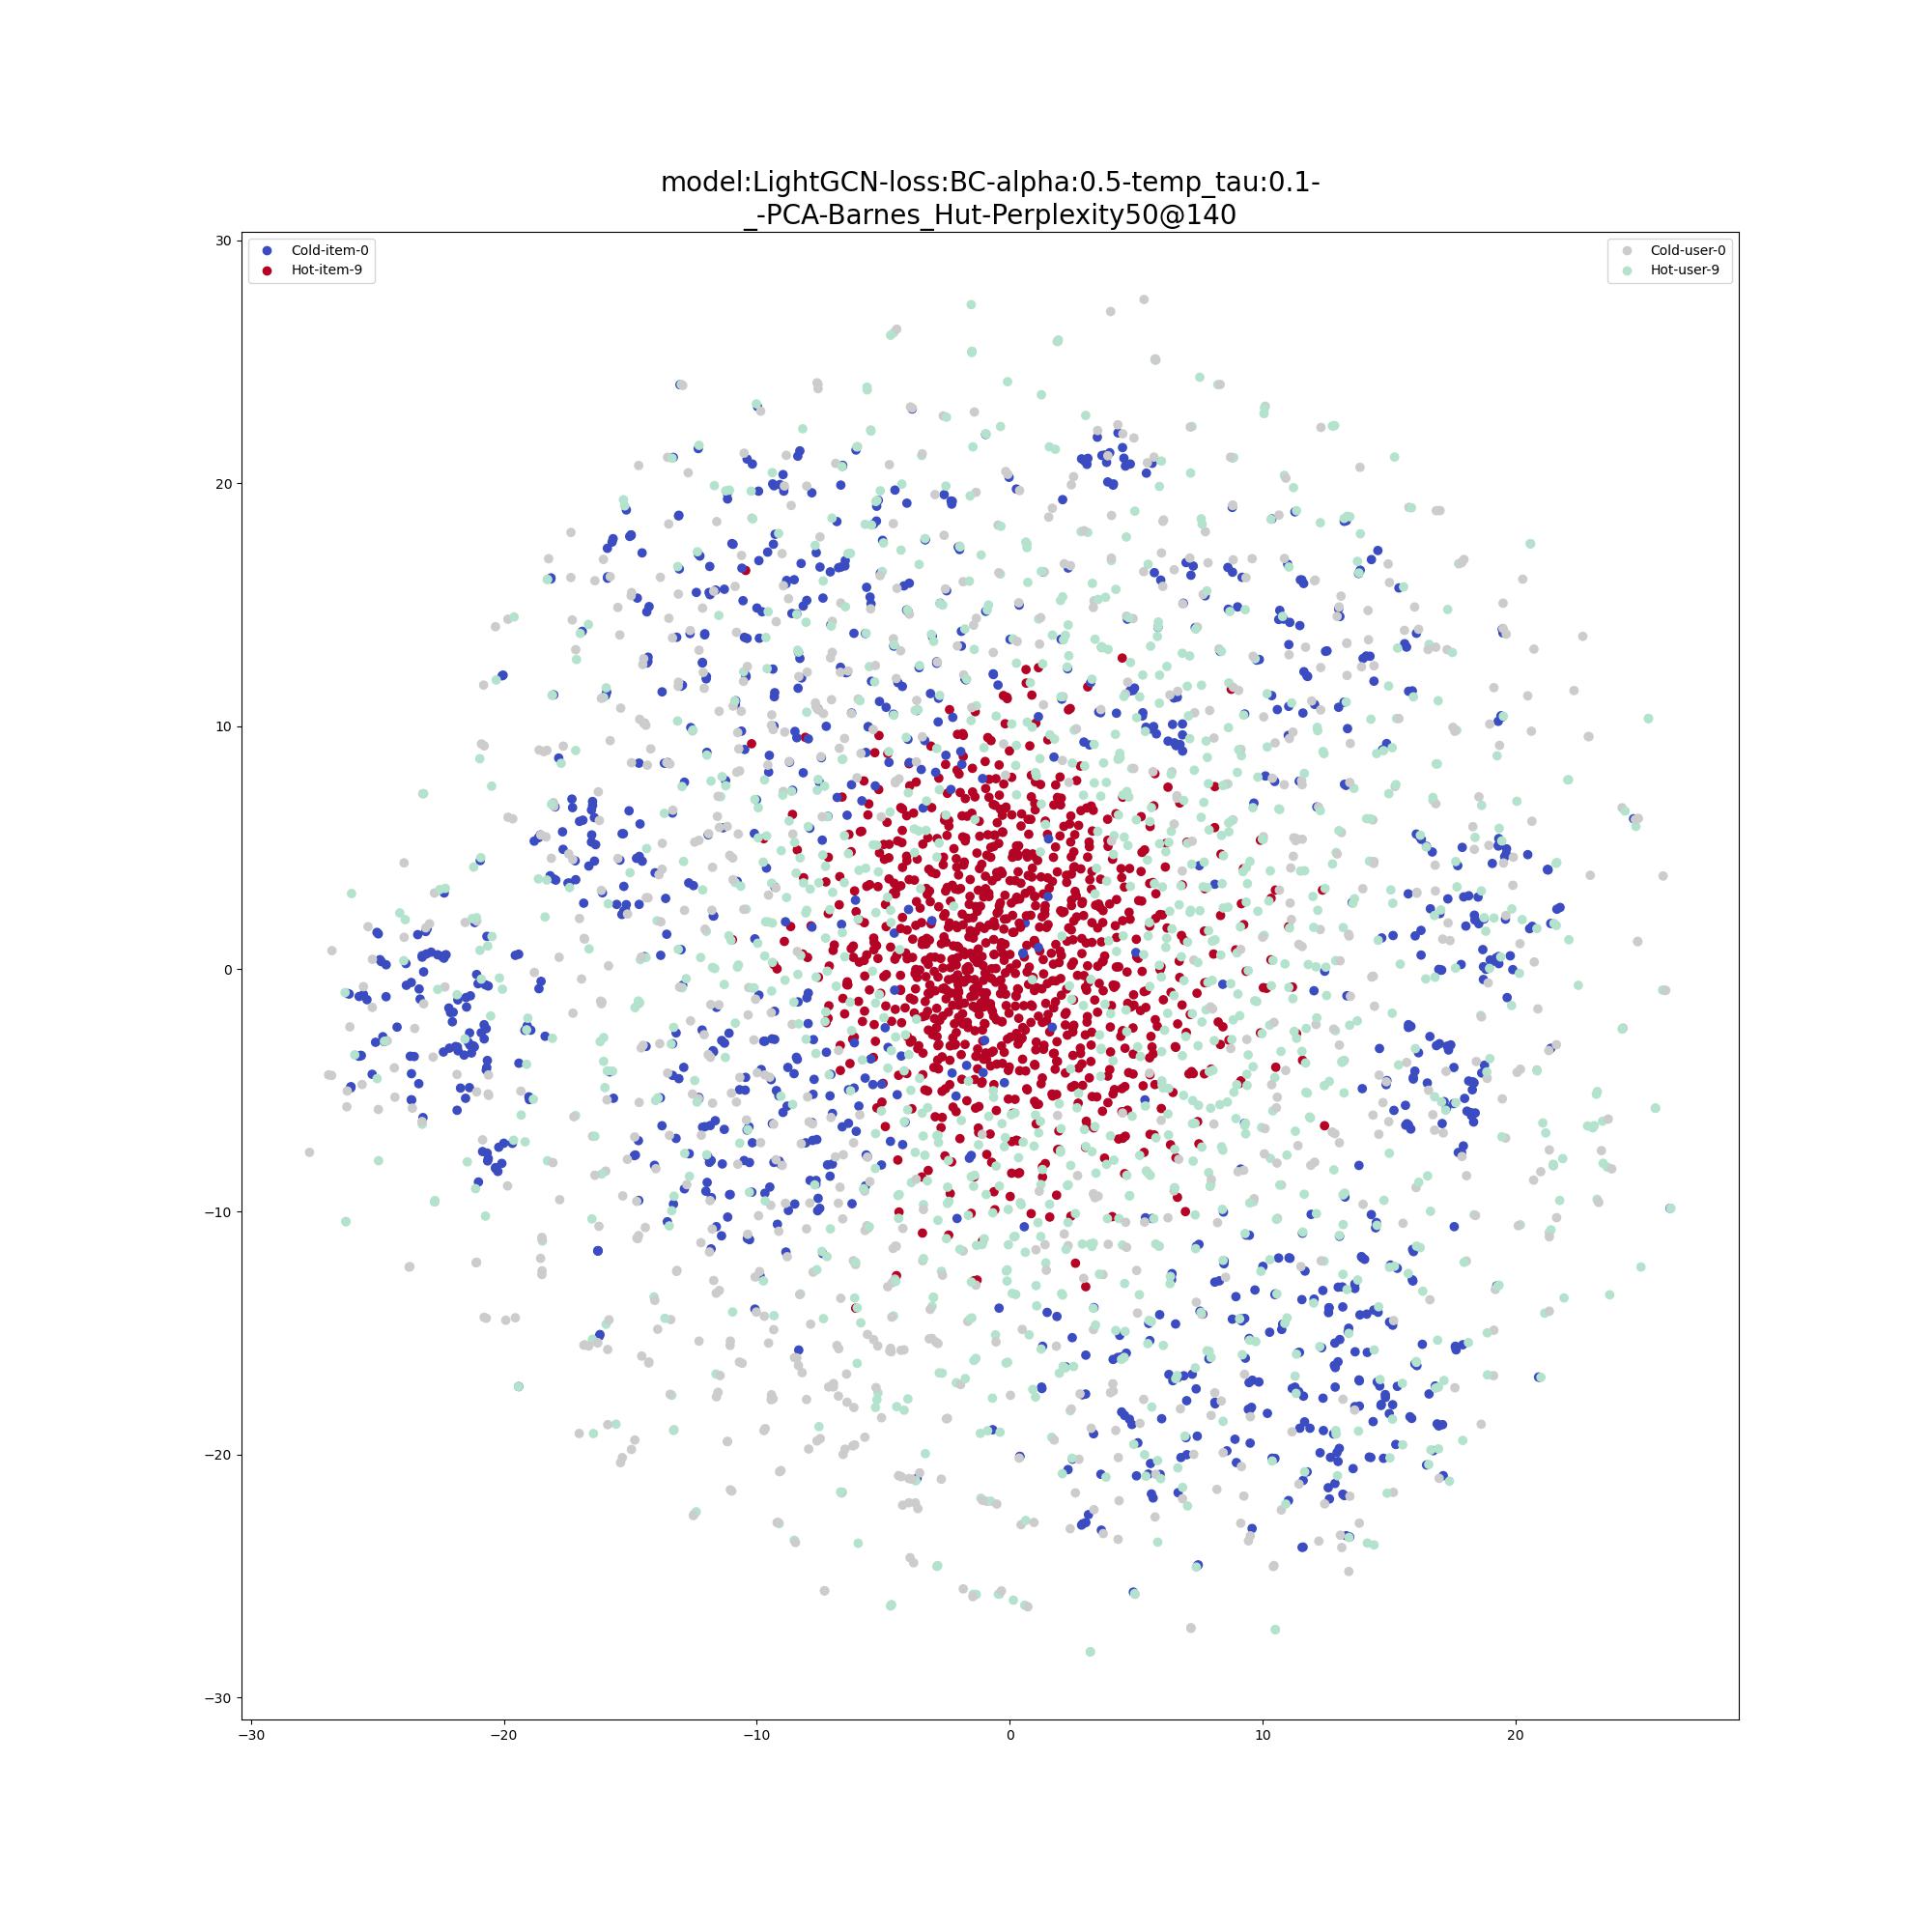 model:LightGCN-loss:BC-alpha:0.5-temp_tau:0.1-
_-PCA-Barnes_Hut-Perplexity50@140
Cold-item-0
Hot-item-9
Cold-user-0
Hot-user-9
30
20
10
0
−10
−20
−30
−30
−20
−10
0
10
20